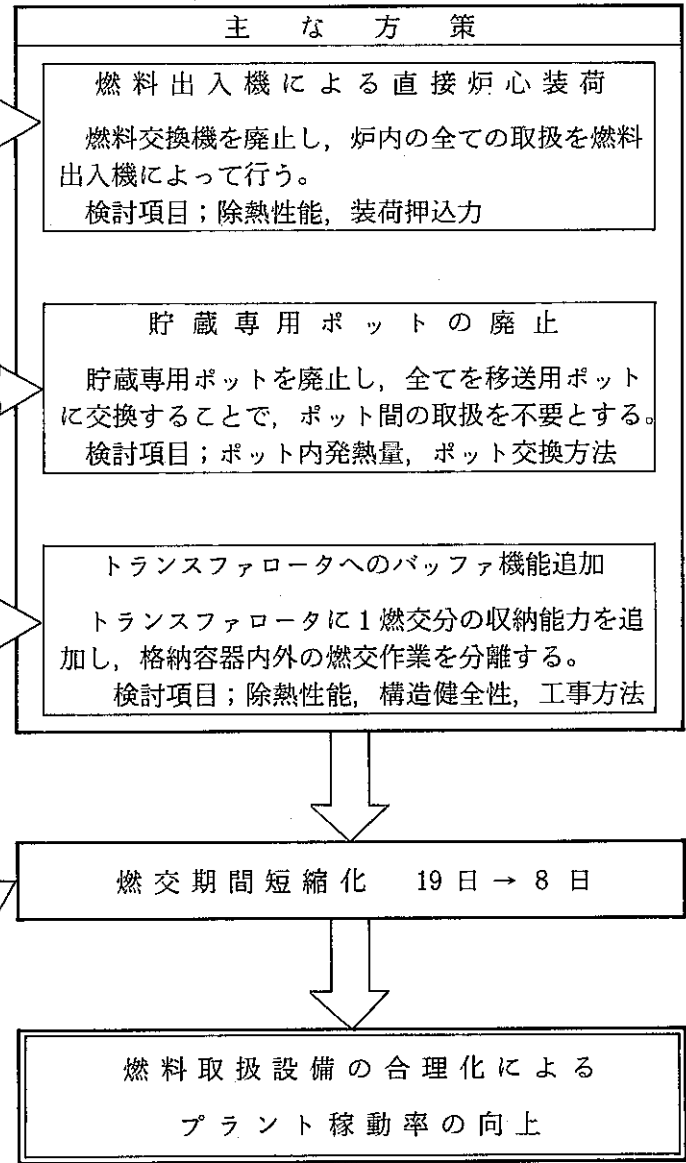 主な方策
燃料出入機による直接炉心装荷
燃料交換機を廃止し，炉内の全ての取扱を燃料
出入機によって行う。
検討項目；除熱性能，装荷押込力
貯蔵専用ポットの廃止
貯蔵専用ポットを廃止し，全てを移送用ポット
に交換することで，ポット間の取扱を不要とする。
検討項目；ポット内発熱量，ポット交換方法
トランスファロータへのバッファ機能追加
トランスファロータに1燃交分の収納能力を追
加し，格納容器内外の燃交作業を分離する。
検討項目；除熱性能，構造健全性，工事方法
燃交期間短縮化　19日→8日
燃料取扱設備の合理化による
プラント稼動率の向上